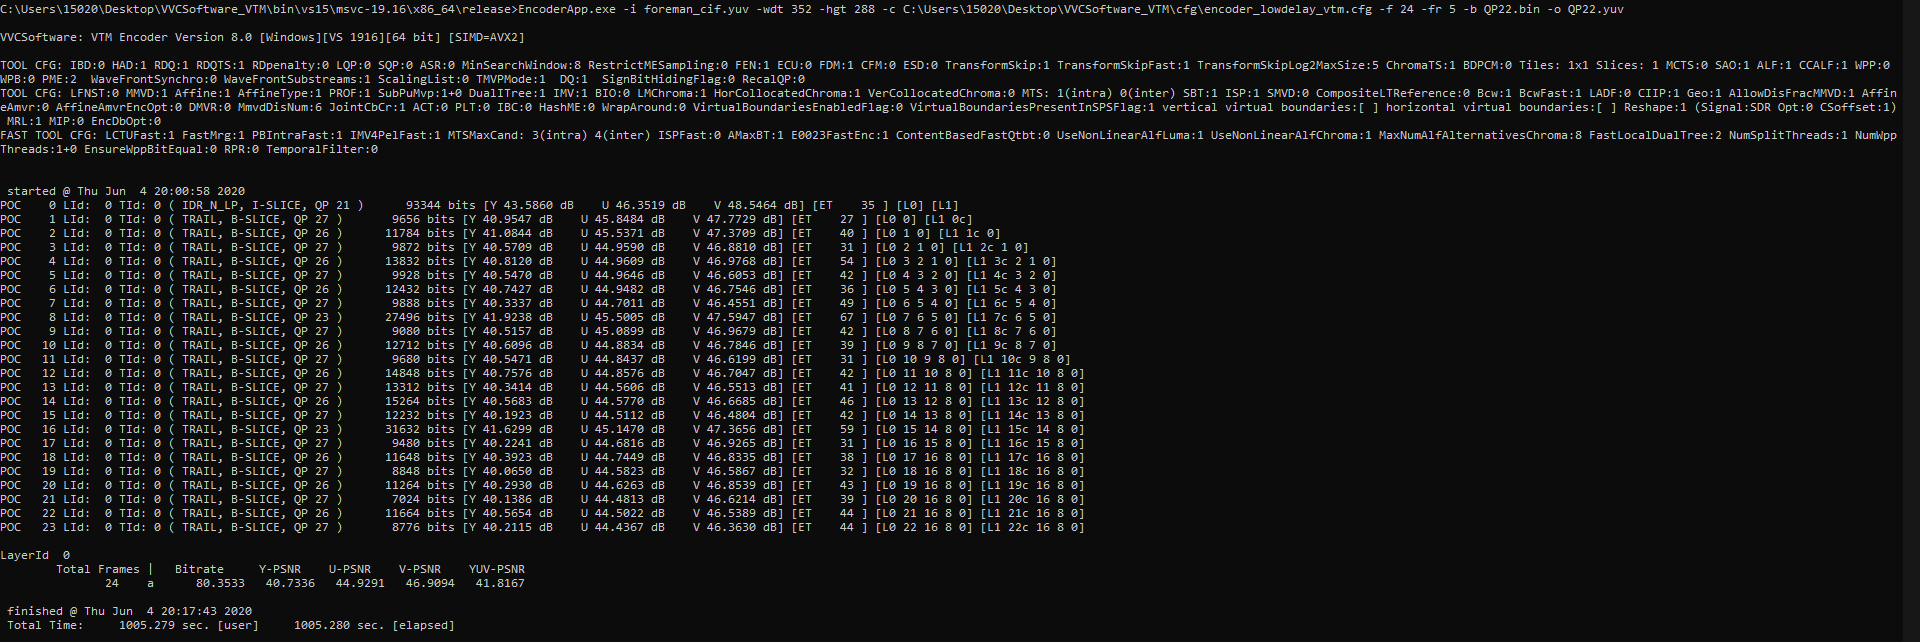 C:\Users\15020\Desktop\VVCSoftware_VTM\bin\vs15\msvc-19.16\x86_64\release>EncoderApp.exe -i foreman_cif.yuv -wdt 352 -hgt 288 -c C:\Users\15020\Desktop\VVCSoftware_VTM\cfg\encoder_lowdelay_vtm.cfg -f 24 -fr 5 -b QP22.bin -o QP22.yuv
VVCSoftware: VTM Encoder Version 8.0 [Windows][VS 1916][64 bit] [SIMD=AVX2]
TOOL CFG: IBD:0 HAD:1 RDQ:1 RDQTS:1 RDpenalty:0 LQP:0 SQP:0 ASR:0 MinSearchWindow:8 RestrictMESampling:0 FEN:1 ECU:0 FDM:1 CFM:0 ESD:0 TransformSkip:1 TransformSkipFast:1 TransformSkipLog2MaxSize:5 ChromaTS:1 BDPCM:0 Tiles: 1x1 Slices: 1 MCTS:0 SAO:1 ALF:1 CCALF:1 WPP:0
WPB:0 PME:2  WaveFrontSynchro:0 WaveFrontSubstreams:1 ScalingList:0 TMVPMode:1  DQ:1  SignBitHidingFlag:0 RecalQP:0
TOOL CFG: LFNST:0 MMVD:1 Affine:1 AffineType:1 PROF:1 SubPuMvp:1+0 DualITree:1 IMV:1 BIO:0 LMChroma:1 HorCollocatedChroma:1 VerCollocatedChroma:0 MTS: 1(intra) 0(inter) SBT:1 ISP:1 SMVD:0 CompositeLTReference:0 Bcw:1 BcwFast:1 LADF:0 CIIP:1 Geo:1 AllowDisFracMMVD:1 Affin
eAmvr:0 AffineAmvrEncOpt:0 DMVR:0 MmvdDisNum:6 JointCbCr:1 ACT:0 PLT:0 IBC:0 HashME:0 WrapAround:0 VirtualBoundariesEnabledFlag:0 VirtualBoundariesPresentInSPSFlag:1 vertical virtual boundaries:[ ] horizontal virtual boundaries:[ ] Reshape:1 (Signal:SDR Opt:0 CSoffset:1)
 MRL:1 MIP:0 EncDbOpt:0
FAST TOOL CFG: LCTUFast:1 FastMrg:1 PBIntraFast:1 IMV4PelFast:1 MTSMaxCand: 3(intra) 4(inter) ISPFast:0 AMaxBT:1 E0023FastEnc:1 ContentBasedFastQtbt:0 UseNonLinearAlfLuma:1 UseNonLinearAlfChroma:1 MaxNumAlfAlternativesChroma:8 FastLocalDualTree:2 NumSplitThreads:1 NumWpp
Threads:1+0 EnsureWppBitEqual:0 RPR:0 TemporalFilter:0
 started @ Thu Jun  4 20:00:58 2020
POC    0 LId:  0 TId: 0 ( IDR_N_LP, I-SLICE, QP 21 )      93344 bits [Y 43.5860 dB    U 46.3519 dB    V 48.5464 dB] [ET    35 ] [L0] [L1]
POC    1 LId:  0 TId: 0 ( TRAIL, B-SLICE, QP 27 )       9656 bits [Y 40.9547 dB    U 45.8484 dB    V 47.7729 dB] [ET    27 ] [L0 0] [L1 0c]
POC    2 LId:  0 TId: 0 ( TRAIL, B-SLICE, QP 26 )      11784 bits [Y 41.0844 dB    U 45.5371 dB    V 47.3709 dB] [ET    40 ] [L0 1 0] [L1 1c 0]
POC    3 LId:  0 TId: 0 ( TRAIL, B-SLICE, QP 27 )       9872 bits [Y 40.5709 dB    U 44.9590 dB    V 46.8810 dB] [ET    31 ] [L0 2 1 0] [L1 2c 1 0]
POC    4 LId:  0 TId: 0 ( TRAIL, B-SLICE, QP 26 )      13832 bits [Y 40.8120 dB    U 44.9609 dB    V 46.9768 dB] [ET    54 ] [L0 3 2 1 0] [L1 3c 2 1 0]
POC    5 LId:  0 TId: 0 ( TRAIL, B-SLICE, QP 27 )       9928 bits [Y 40.5470 dB    U 44.9646 dB    V 46.6053 dB] [ET    42 ] [L0 4 3 2 0] [L1 4c 3 2 0]
POC    6 LId:  0 TId: 0 ( TRAIL, B-SLICE, QP 26 )      12432 bits [Y 40.7427 dB    U 44.9482 dB    V 46.7546 dB] [ET    36 ] [L0 5 4 3 0] [L1 5c 4 3 0]
POC    7 LId:  0 TId: 0 ( TRAIL, B-SLICE, QP 27 )       9888 bits [Y 40.3337 dB    U 44.7011 dB    V 46.4551 dB] [ET    49 ] [L0 6 5 4 0] [L1 6c 5 4 0]
POC    8 LId:  0 TId: 0 ( TRAIL, B-SLICE, QP 23 )      27496 bits [Y 41.9238 dB    U 45.5005 dB    V 47.5947 dB] [ET    67 ] [L0 7 6 5 0] [L1 7c 6 5 0]
POC    9 LId:  0 TId: 0 ( TRAIL, B-SLICE, QP 27 )       9080 bits [Y 40.5157 dB    U 45.0899 dB    V 46.9679 dB] [ET    42 ] [L0 8 7 6 0] [L1 8c 7 6 0]
POC   10 LId:  0 TId: 0 ( TRAIL, B-SLICE, QP 26 )      12712 bits [Y 40.6096 dB    U 44.8834 dB    V 46.7846 dB] [ET    39 ] [L0 9 8 7 0] [L1 9c 8 7 0]
POC   11 LId:  0 TId: 0 ( TRAIL, B-SLICE, QP 27 )       9680 bits [Y 40.5471 dB    U 44.8437 dB    V 46.6199 dB] [ET    31 ] [L0 10 9 8 0] [L1 10c 9 8 0]
POC   12 LId:  0 TId: 0 ( TRAIL, B-SLICE, QP 26 )      14848 bits [Y 40.7576 dB    U 44.8576 dB    V 46.7047 dB] [ET    42 ] [L0 11 10 8 0] [L1 11c 10 8 0]
POC   13 LId:  0 TId: 0 ( TRAIL, B-SLICE, QP 27 )      13312 bits [Y 40.3414 dB    U 44.5606 dB    V 46.5513 dB] [ET    41 ] [L0 12 11 8 0] [L1 12c 11 8 0]
POC   14 LId:  0 TId: 0 ( TRAIL, B-SLICE, QP 26 )      15264 bits [Y 40.5683 dB    U 44.5770 dB    V 46.6685 dB] [ET    46 ] [L0 13 12 8 0] [L1 13c 12 8 0]
POC   15 LId:  0 TId: 0 ( TRAIL, B-SLICE, QP 27 )      12232 bits [Y 40.1923 dB    U 44.5112 dB    V 46.4804 dB] [ET    42 ] [L0 14 13 8 0] [L1 14c 13 8 0]
POC   16 LId:  0 TId: 0 ( TRAIL, B-SLICE, QP 23 )      31632 bits [Y 41.6299 dB    U 45.1470 dB    V 47.3656 dB] [ET    59 ] [L0 15 14 8 0] [L1 15c 14 8 0]
POC   17 LId:  0 TId: 0 ( TRAIL, B-SLICE, QP 27 )       9480 bits [Y 40.2241 dB    U 44.6816 dB    V 46.9265 dB] [ET    31 ] [L0 16 15 8 0] [L1 16c 15 8 0]
POC   18 LId:  0 TId: 0 ( TRAIL, B-SLICE, QP 26 )      11648 bits [Y 40.3923 dB    U 44.7449 dB    V 46.8335 dB] [ET    38 ] [L0 17 16 8 0] [L1 17c 16 8 0]
POC   19 LId:  0 TId: 0 ( TRAIL, B-SLICE, QP 27 )       8848 bits [Y 40.0650 dB    U 44.5823 dB    V 46.5867 dB] [ET    32 ] [L0 18 16 8 0] [L1 18c 16 8 0]
POC   20 LId:  0 TId: 0 ( TRAIL, B-SLICE, QP 26 )      11264 bits [Y 40.2930 dB    U 44.6263 dB    V 46.8539 dB] [ET    43 ] [L0 19 16 8 0] [L1 19c 16 8 0]
POC   21 LId:  0 TId: 0 ( TRAIL, B-SLICE, QP 27 )       7024 bits [Y 40.1386 dB    U 44.4813 dB    V 46.6214 dB] [ET    39 ] [L0 20 16 8 0] [L1 20c 16 8 0]
POC   22 LId:  0 TId: 0 ( TRAIL, B-SLICE, QP 26 )      11664 bits [Y 40.5654 dB    U 44.5022 dB    V 46.5389 dB] [ET    44 ] [L0 21 16 8 0] [L1 21c 16 8 0]
POC   23 LId:  0 TId: 0 ( TRAIL, B-SLICE, QP 27 )       8776 bits [Y 40.2115 dB    U 44.4367 dB    V 46.3630 dB] [ET    44 ] [L0 22 16 8 0] [L1 22c 16 8 0]
LayerId  0
        Total Frames |   Bitrate     Y-PSNR    U-PSNR    V-PSNR    YUV-PSNR
               24    a      80.3533   40.7336   44.9291   46.9094   41.8167
 finished @ Thu Jun  4 20:17:43 2020
 Total Time:     1005.279 sec. [user]     1005.280 sec. [elapsed]